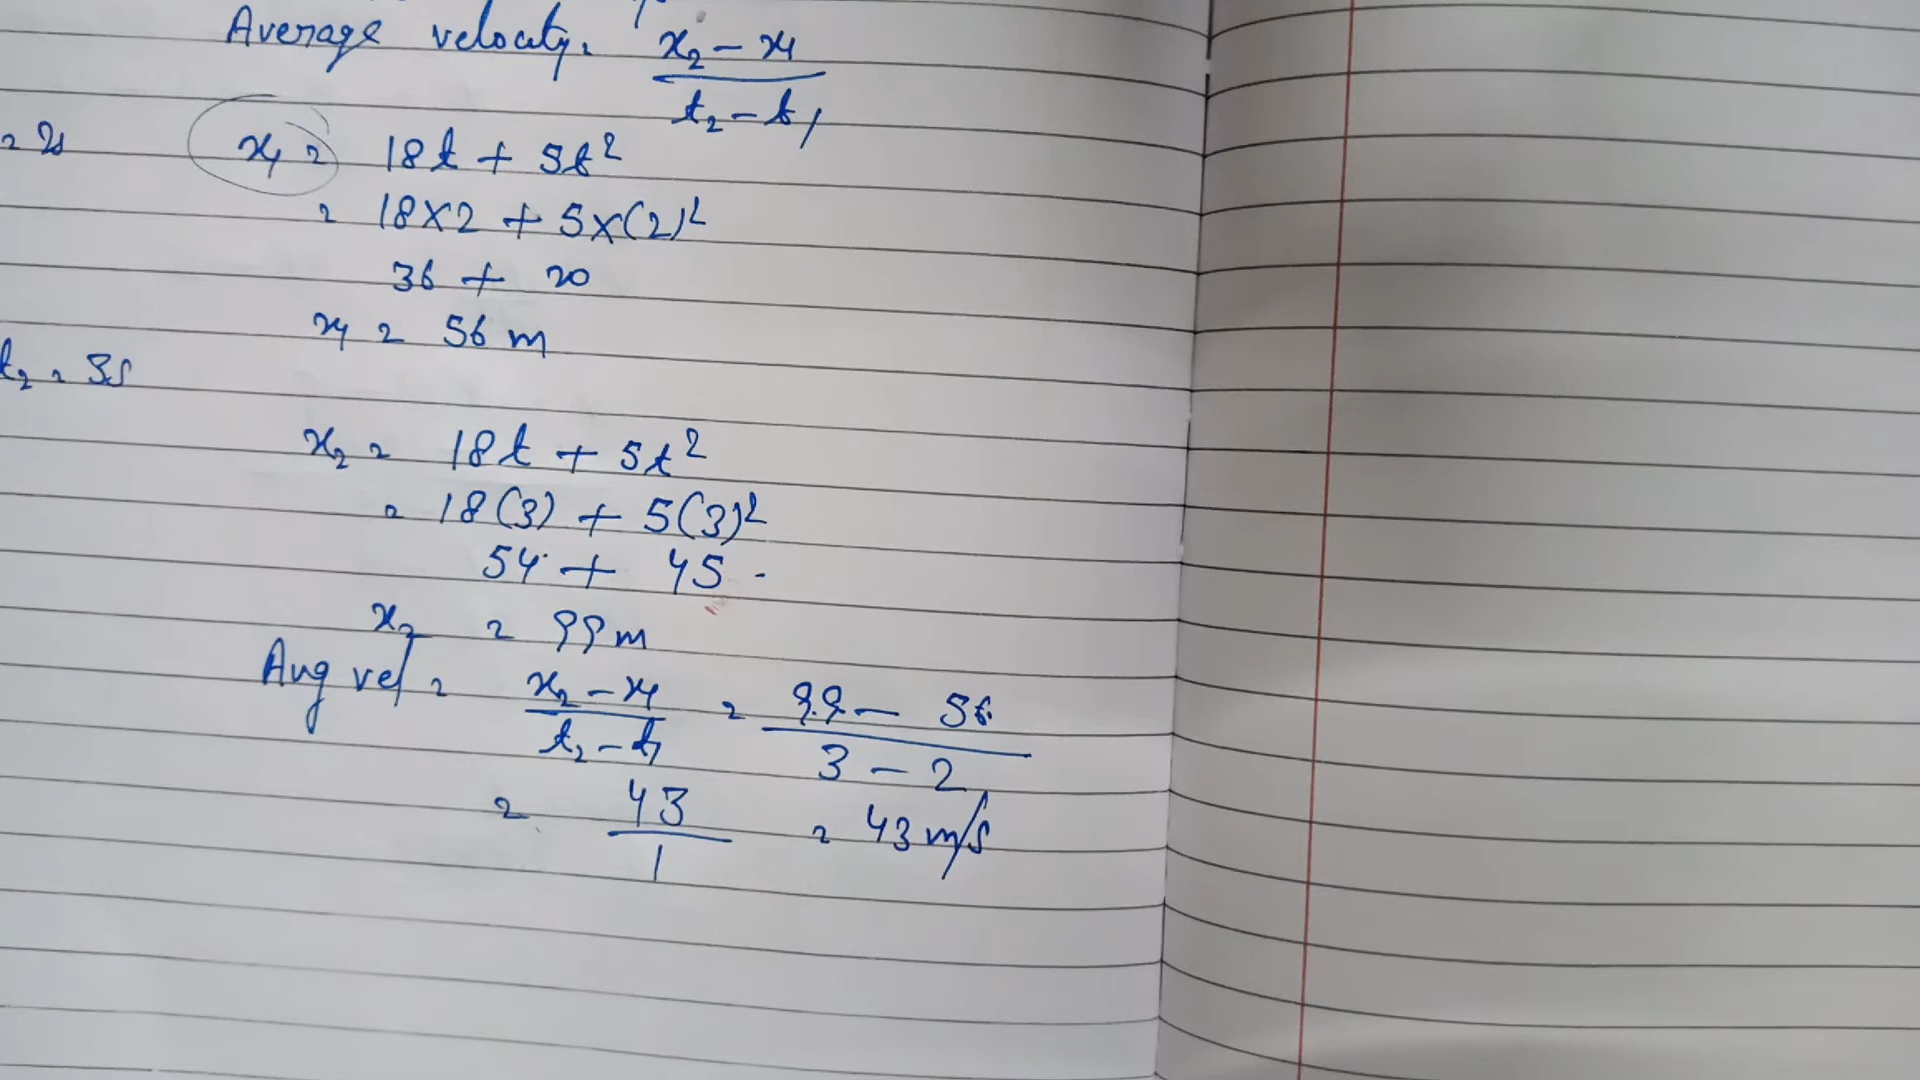 Average velocity = x₂ - x₁ / t₂ - t₁
= 2s x₁ = 18t + 5t²
= 18×2 + 5×(2)²
36 + 20
x₁ = 56 m
t₂ = 3s
x₂ = 18t + 5t²
= 18(3) + 5(3)²
54 + 45
x₂ = 99m
Avg vel = x₂ - x₁ / t₂ - t₁ = 99 - 56 / 3 - 2
= 43 / 1 = 43 m/s